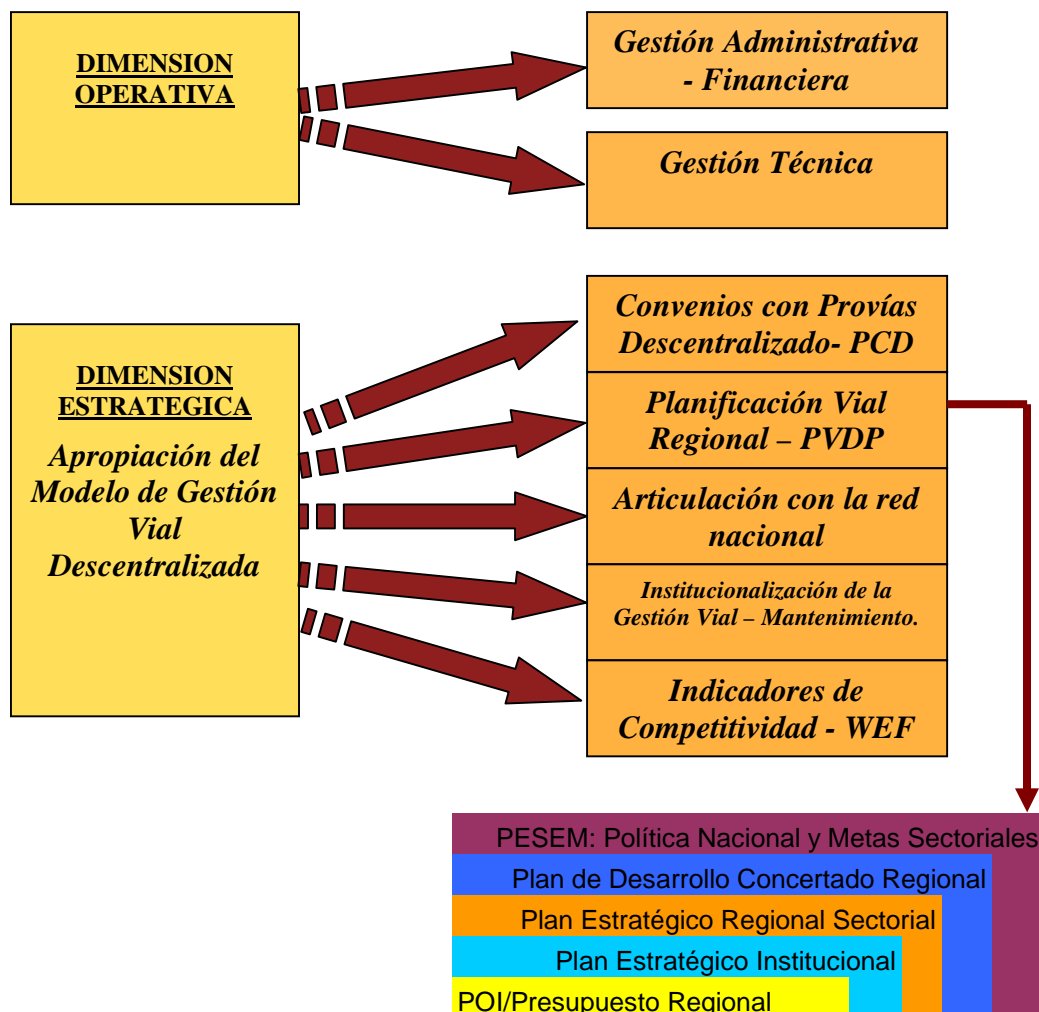 DIMENSION
OPERATIVA
Gestión Administrativa
- Financiera
Gestión Técnica
DIMENSION
ESTRATEGICA
Apropiación del
Modelo de Gestión
Vial
Descentralizada
Convenios con Provías
Descentralizado- PCD
Planificación Vial
Regional – PVDP
Articulación con la red
nacional
Institucionalización de la
Gestión Vial – Mantenimiento.
Indicadores de
Competitividad - WEF
PESEM: Política Nacional y Metas Sectoriales
Plan de Desarrollo Concertado Regional
Plan Estratégico Regional Sectorial
Plan Estratégico Institucional
POI/Presupuesto Regional